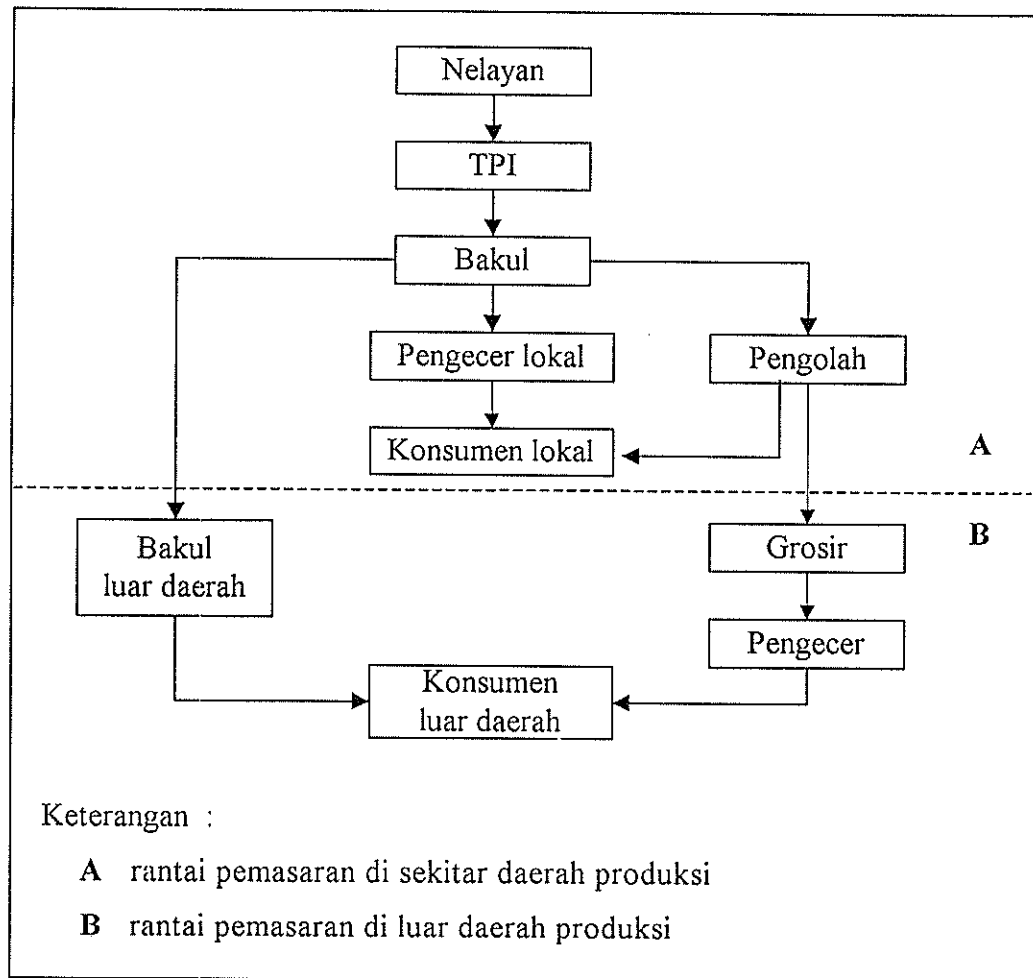 Nelayan
TPI
Bakul
Pengecer lokal
Pengolah
Konsumen lokal
A
B
Bakul
luar daerah
Grosir
Pengecer
Konsumen
luar daerah
Keterangan :
A rantai pemasaran di sekitar daerah produksi
B rantai pemasaran di luar daerah produksi